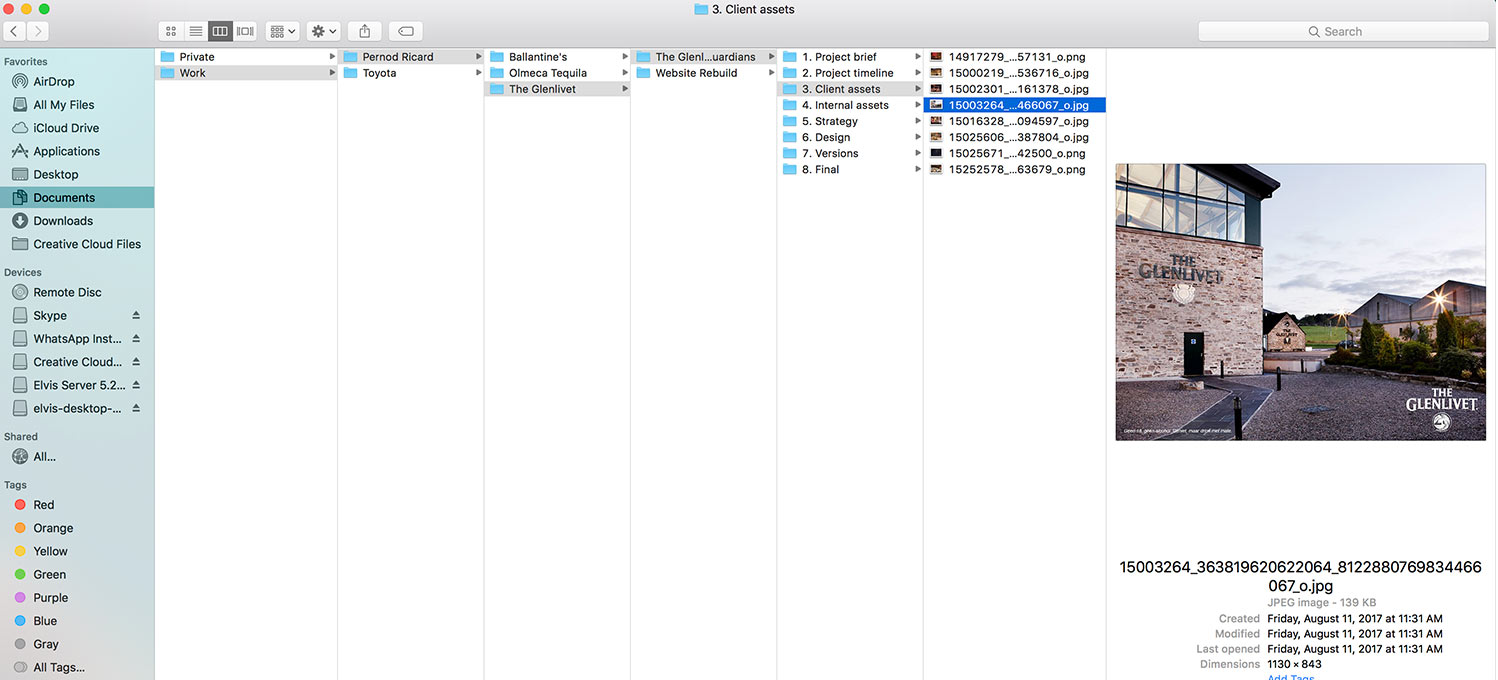 3. Client assets
Search
Favorites
AirDrop
All My Files
iCloud Drive
Applications
Desktop
Documents
Downloads
Creative Cloud Files
Devices
Remote Disc
Skype
WhatsApp Inst...
Creative Cloud...
Elvis Server 5.2...
elvis-desktop-...
Shared
All...
Tags
Red
Orange
Yellow
Green
Purple
Blue
Gray
All Tags...
Private
Work
Pernod Ricard
Toyota
Ballantine's
Olmeca Tequila
The Glenlivet
The Glenl...uardians
Website Rebuild
1. Project brief
2. Project timeline
3. Client assets
4. Internal assets
5. Strategy
6. Design
7. Versions
8. Final
14917279_...57131_o.png
15000219_...536716_o.jpg
15002301_...161378_o.jpg
15003264_...466067_o.jpg
15016328_...094597_o.jpg
15025606_...387804_o.jpg
15025671_...42500_o.png
15252578_...63679_o.png
THE
GLENLIVET
THE
GLENLIVET
THE
GLENLIVET
15003264_363819620622064_8122880769834466
067_o.jpg
JPEG image - 139 KB
Created Friday, August 11, 2017 at 11:31 AM
Modified Friday, August 11, 2017 at 11:31 AM
Last opened Friday, August 11, 2017 at 11:31 AM
Dimensions 1130 × 843
Add Tags